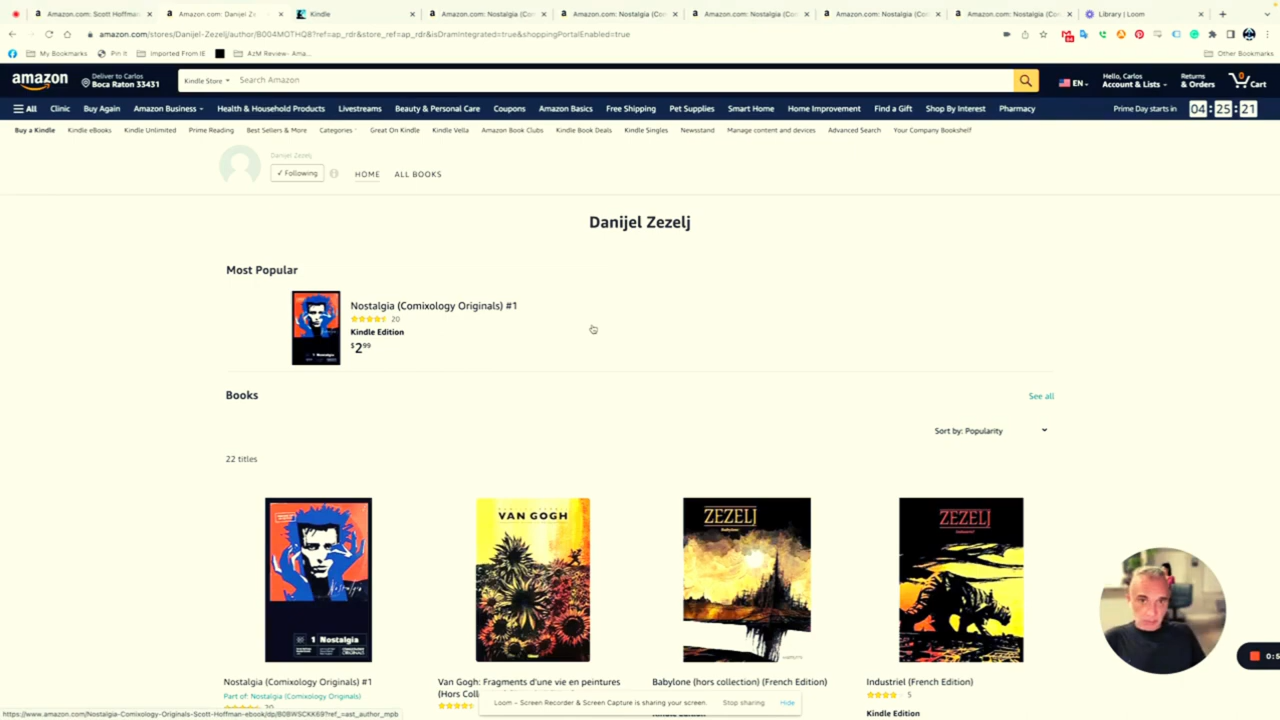 Amazon.com: Scott Hoffman
Amazon.com: Danijel Ze
Kindle
Amazon.com: Nostalgia (Co
Amazon.com: Nostalgia (Con
Amazon.com: Nostalgia (Co
Amazon.com: Nostalgia (Co
Amazon.com: Nostalgia (Co
Library | Loom
amazon.com/stores/Danijel-Zezelj/author/B004MOTHQ8?ref=ap_rdr&store_ref=ap_rdr&isDramIntegrated=true&shoppingPortalEnabled=true
My Bookmarks
Pin It
Imported From IE
AzM Review- Ama...
Other Bookmarks
amazon
Deliver to Carlos
Boca Raton 33431
Kindle Store
Search Amazon
EN
Hello, Carlos
Account & Lists
Returns
& Orders
0
Cart
All
Clinic
Buy Again
Amazon Business
Health & Household Products
Livestreams
Beauty & Personal Care
Coupons
Amazon Basics
Free Shipping
Pet Supplies
Smart Home
Home Improvement
Find a Gift
Shop By Interest
Pharmacy
Prime Day starts in
04 : 25 : 21
Buy a Kindle
Kindle eBooks
Kindle Unlimited
Prime Reading
Best Sellers & More
Categories
Great On Kindle
Kindle Vella
Amazon Book Clubs
Kindle Book Deals
Kindle Singles
Newsstand
Manage content and devices
Advanced Search
Your Company Bookshelf
Danijel Zezelj
✓ Following
HOME
ALL BOOKS
Danijel Zezelj
Most Popular
Nostalgia (Comixology Originals) #1
20
Kindle Edition
$2.99
Books
See all
Sort by: Popularity
22 titles
Nostalgia
1 Nostalgia
VAN GOGH
ZEZELJ
Babylone
ZEZELJ
Industriel
Nostalgia (Comixology Originals) #1
Part of: Nostalgia (Comixology Originals)
20
Van Gogh: Fragments d'une vie en peintures
(Hors Coll
Babylone (hors collection) (French Edition)
Industriel (French Edition)
5
Kindle Edition
Loom – Screen Recorder & Screen Capture is sharing your screen.
Stop sharing
Hide
0:5